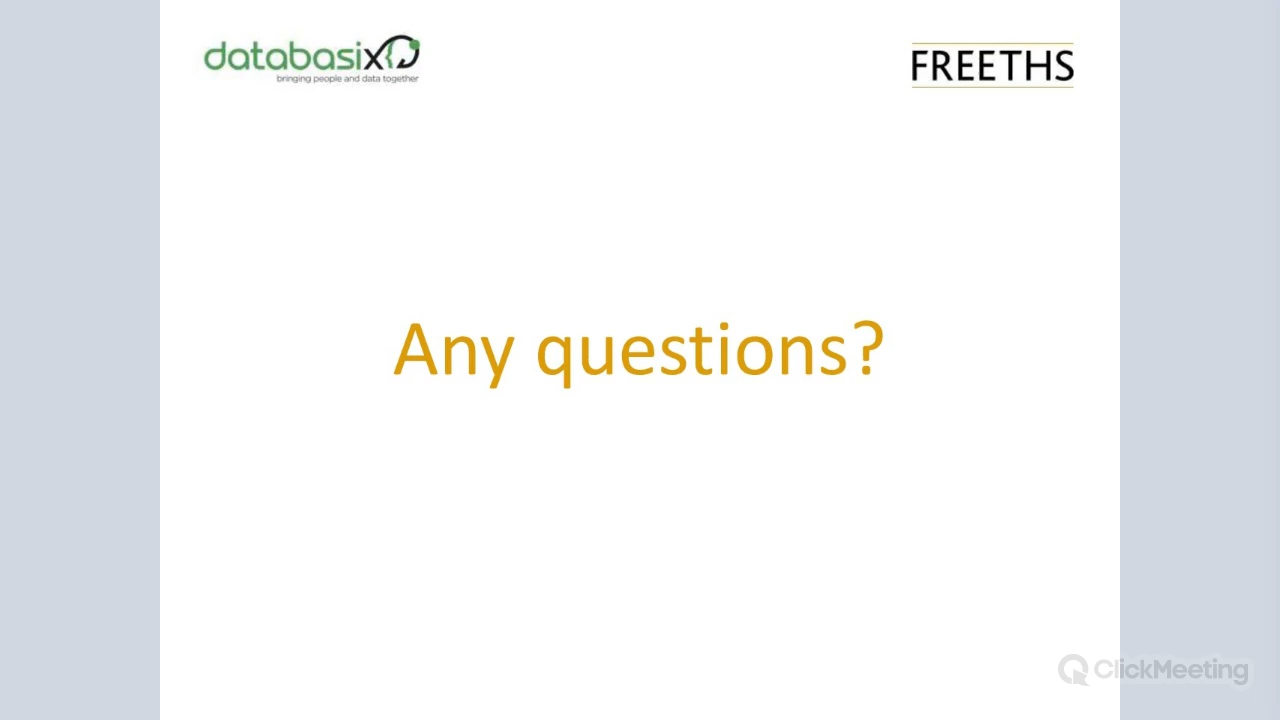 databasix
bringing people and data together
FREETHS
Any questions?
ClickMeeting